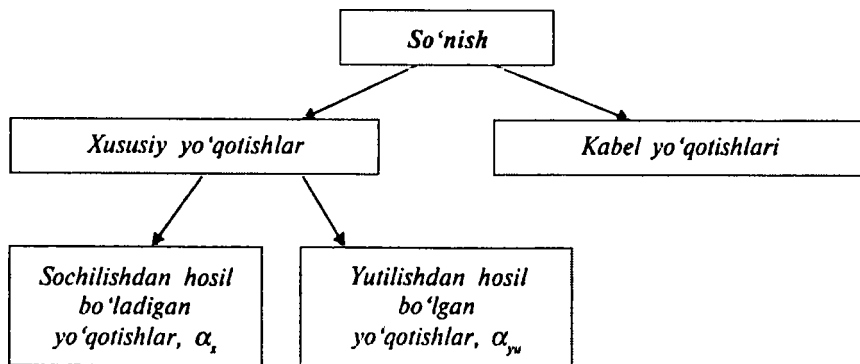 So‘nish
Xususiy yo‘qotishlar
Kabel yo‘qotishlari
Sochilishdan hosil
bo‘ladigan
yo‘qotishlar, αₛ
Yutilishdan hosil
bo‘lgan
yo‘qotishlar, α_yu